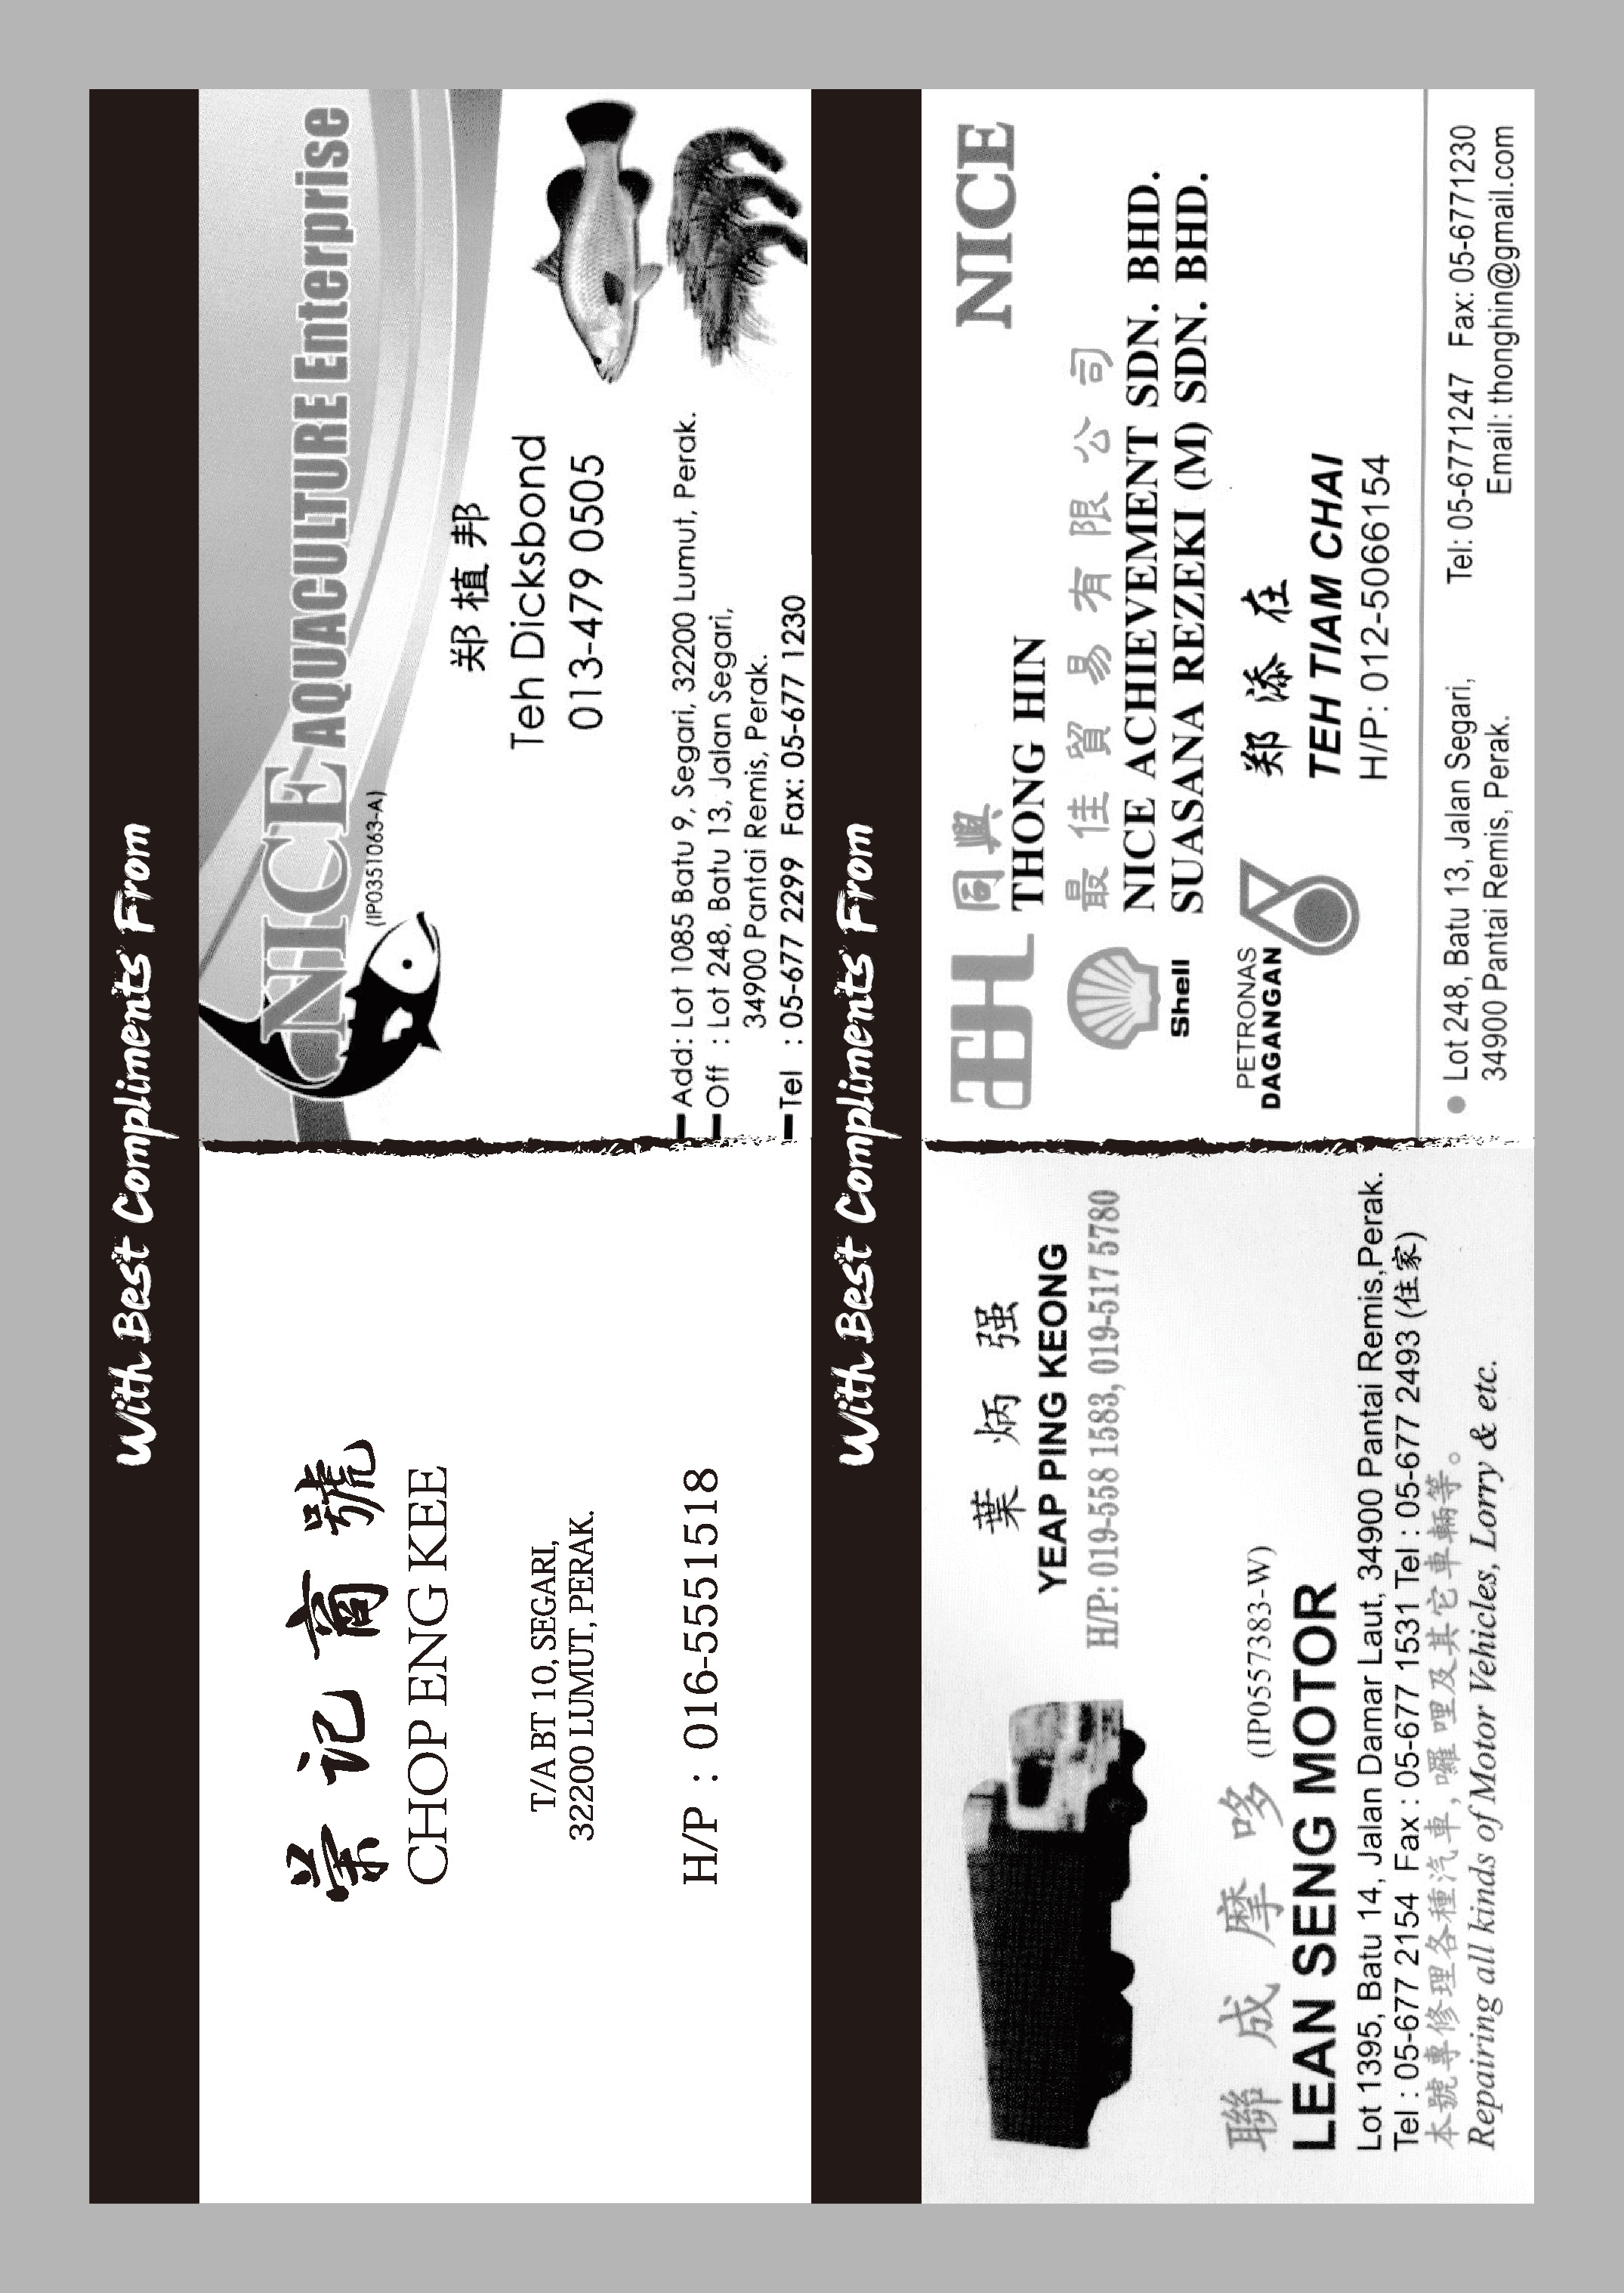 With Best Compliments From
荣记商號
CHOP ENG KEE
T/A BT 10, SEGARI,
32200 LUMUT, PERAK.
H/P : 016-5551518
NICE AQUACULTURE Enterprise
(IP0351063-A)
郑植邦
Teh Dicksbond
013-479 0505
Add: Lot 1085 Batu 9, Segari, 32200 Lumut, Perak.
Off : Lot 248, Batu 13, Jalan Segari,
34900 Pantai Remis, Perak.
Tel : 05-677 2299 Fax: 05-677 1230
With Best Compliments From
葉炳强
YEAP PING KEONG
H/P: 019-558 1583, 019-517 5780
聯成摩哆 (IP0557383-W)
LEAN SENG MOTOR
Lot 1395, Batu 14, Jalan Damar Laut, 34900 Pantai Remis,Perak.
Tel : 05-677 2154 Fax : 05-677 1531 Tel : 05-677 2493 (住家)
本號專修理各種汽車,囉哩及其它車輛等。
Repairing all kinds of Motor Vehicles, Lorry & etc.
TH 同興 NICE
THONG HIN
最佳貿易有限公司
NICE ACHIEVEMENT SDN. BHD.
Shell
SUASANA REZEKI (M) SDN. BHD.
PETRONAS
DAGANGAN
郑添在
TEH TIAM CHAI
H/P: 012-5066154
Lot 248, Batu 13, Jalan Segari, Tel: 05-6771247 Fax: 05-6771230
34900 Pantai Remis, Perak. Email: thonghin@gmail.com